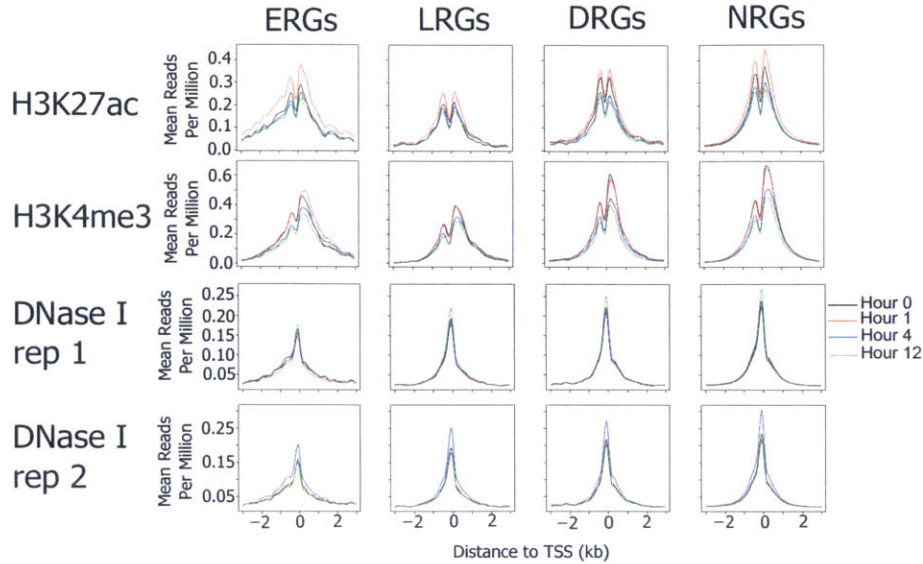 ERGs LRGs DRGs NRGs
H3K27ac
Mean Reads
Per Million
0.4
0.3
0.2
0.1
0.0
H3K4me3
Mean Reads
Per Million
0.6
0.4
0.2
0.0
DNase I
rep 1
Mean Reads
Per Million
0.25
0.20
0.15
0.10
0.05
Hour 0
Hour 1
Hour 4
Hour 12
DNase I
rep 2
Mean Reads
Per Million
0.25
0.15
0.05
−2 0 2 −2 0 2 −2 0 2 −2 0 2
Distance to TSS (kb)